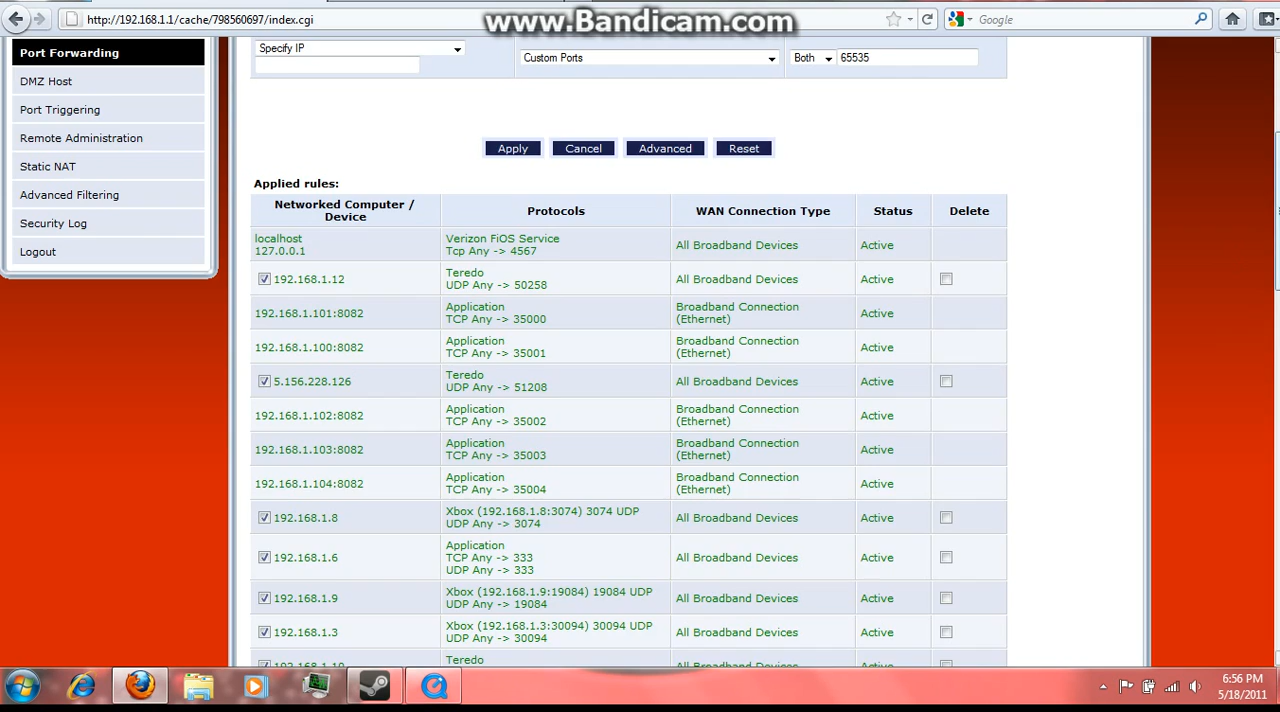 http://192.168.1.1/cache/798560697/index.cgi
www.Bandicam.com
Google
Port Forwarding
DMZ Host
Port Triggering
Remote Administration
Static NAT
Advanced Filtering
Security Log
Logout
Specify IP
Custom Ports
Both
65535
Apply
Cancel
Advanced
Reset
Applied rules:
Networked Computer /
Device
Protocols
WAN Connection Type
Status
Delete
localhost
127.0.0.1
Verizon FiOS Service
Tcp Any -> 4567
All Broadband Devices
Active
192.168.1.12
Teredo
UDP Any -> 50258
All Broadband Devices
Active
192.168.1.101:8082
Application
TCP Any -> 35000
Broadband Connection
(Ethernet)
Active
192.168.1.100:8082
Application
TCP Any -> 35001
Broadband Connection
(Ethernet)
Active
5.156.228.126
Teredo
UDP Any -> 51208
All Broadband Devices
Active
192.168.1.102:8082
Application
TCP Any -> 35002
Broadband Connection
(Ethernet)
Active
192.168.1.103:8082
Application
TCP Any -> 35003
Broadband Connection
(Ethernet)
Active
192.168.1.104:8082
Application
TCP Any -> 35004
Broadband Connection
(Ethernet)
Active
192.168.1.8
Xbox (192.168.1.8:3074) 3074 UDP
UDP Any -> 3074
All Broadband Devices
Active
192.168.1.6
Application
TCP Any -> 333
UDP Any -> 333
All Broadband Devices
Active
192.168.1.9
Xbox (192.168.1.9:19084) 19084 UDP
UDP Any -> 19084
All Broadband Devices
Active
192.168.1.3
Xbox (192.168.1.3:30094) 30094 UDP
UDP Any -> 30094
All Broadband Devices
Active
Teredo
6:56 PM
5/18/2011